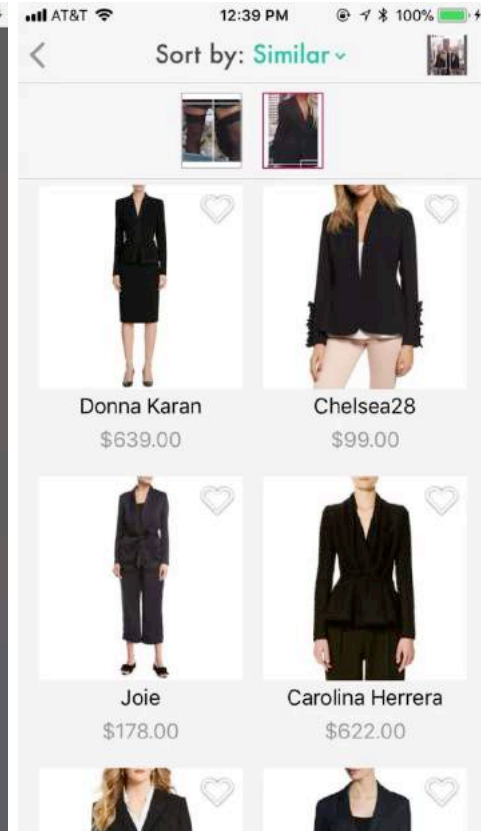 AT&T 12:39 PM 100%
Sort by: Similar
Donna Karan Chelsea28
$639.00 $99.00
Joie Carolina Herrera
$178.00 $622.00